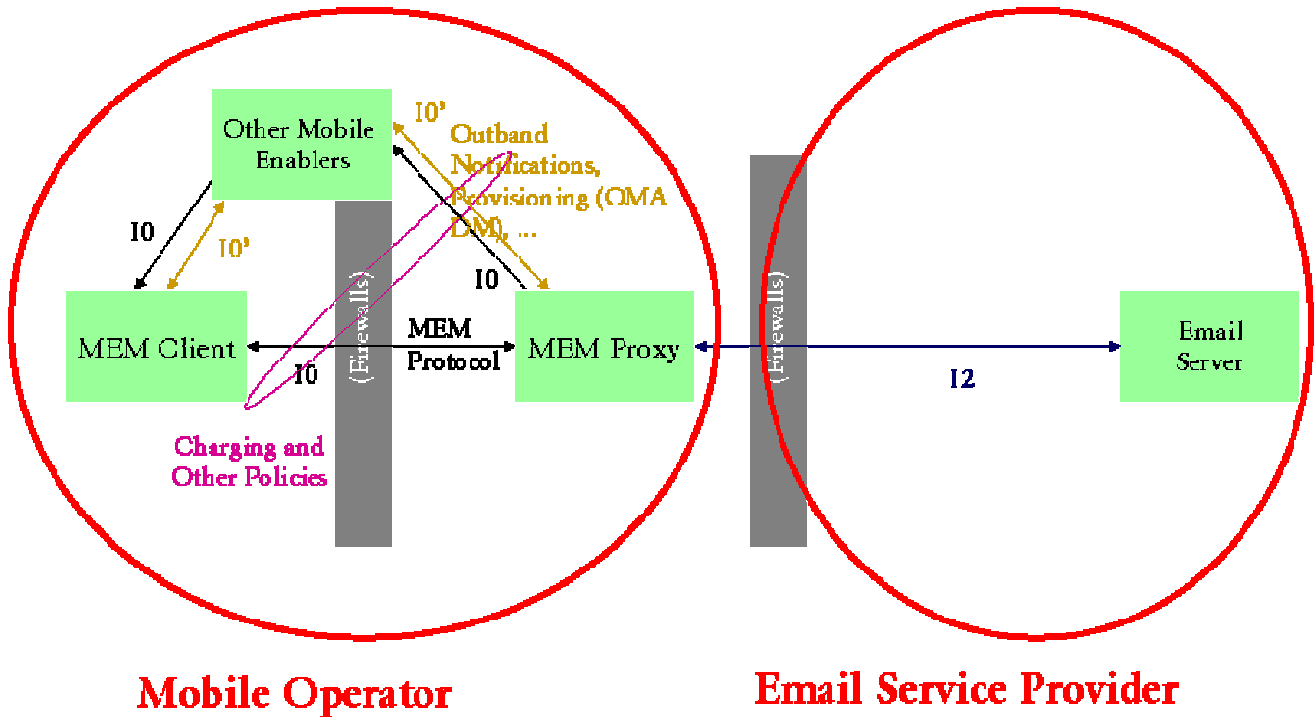 Other Mobile
Enablers
I0'
Outband
Notifications,
Provisioning (OMA
DM), ...
I0
I0'
I0
MEM Client
(Firewalls)
MEM
Protocol
I0
MEM Proxy
(Firewalls)
I2
Email
Server
Charging and
Other Policies
Mobile Operator
Email Service Provider